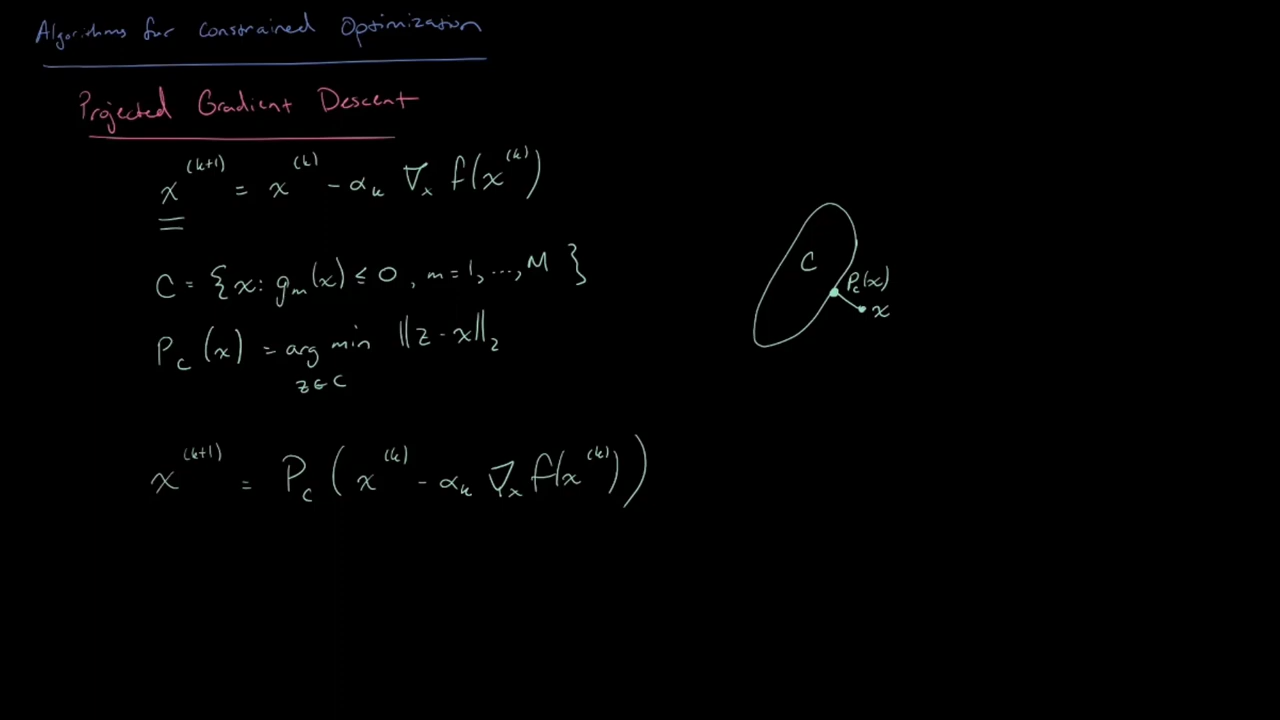 Algorithms for Constrained Optimization
Projected Gradient Descent
x^(k+1) = x^(k) - α_k ∇_x f(x^(k))
C = {x: g_m(x) ≤ 0, m=1, ..., M}
P_C(x) = arg min_{z∈C} ||z - x||_2
x^(k+1) = P_C(x^(k) - α_k ∇_x f(x^(k)))
C
P_C(x)
x